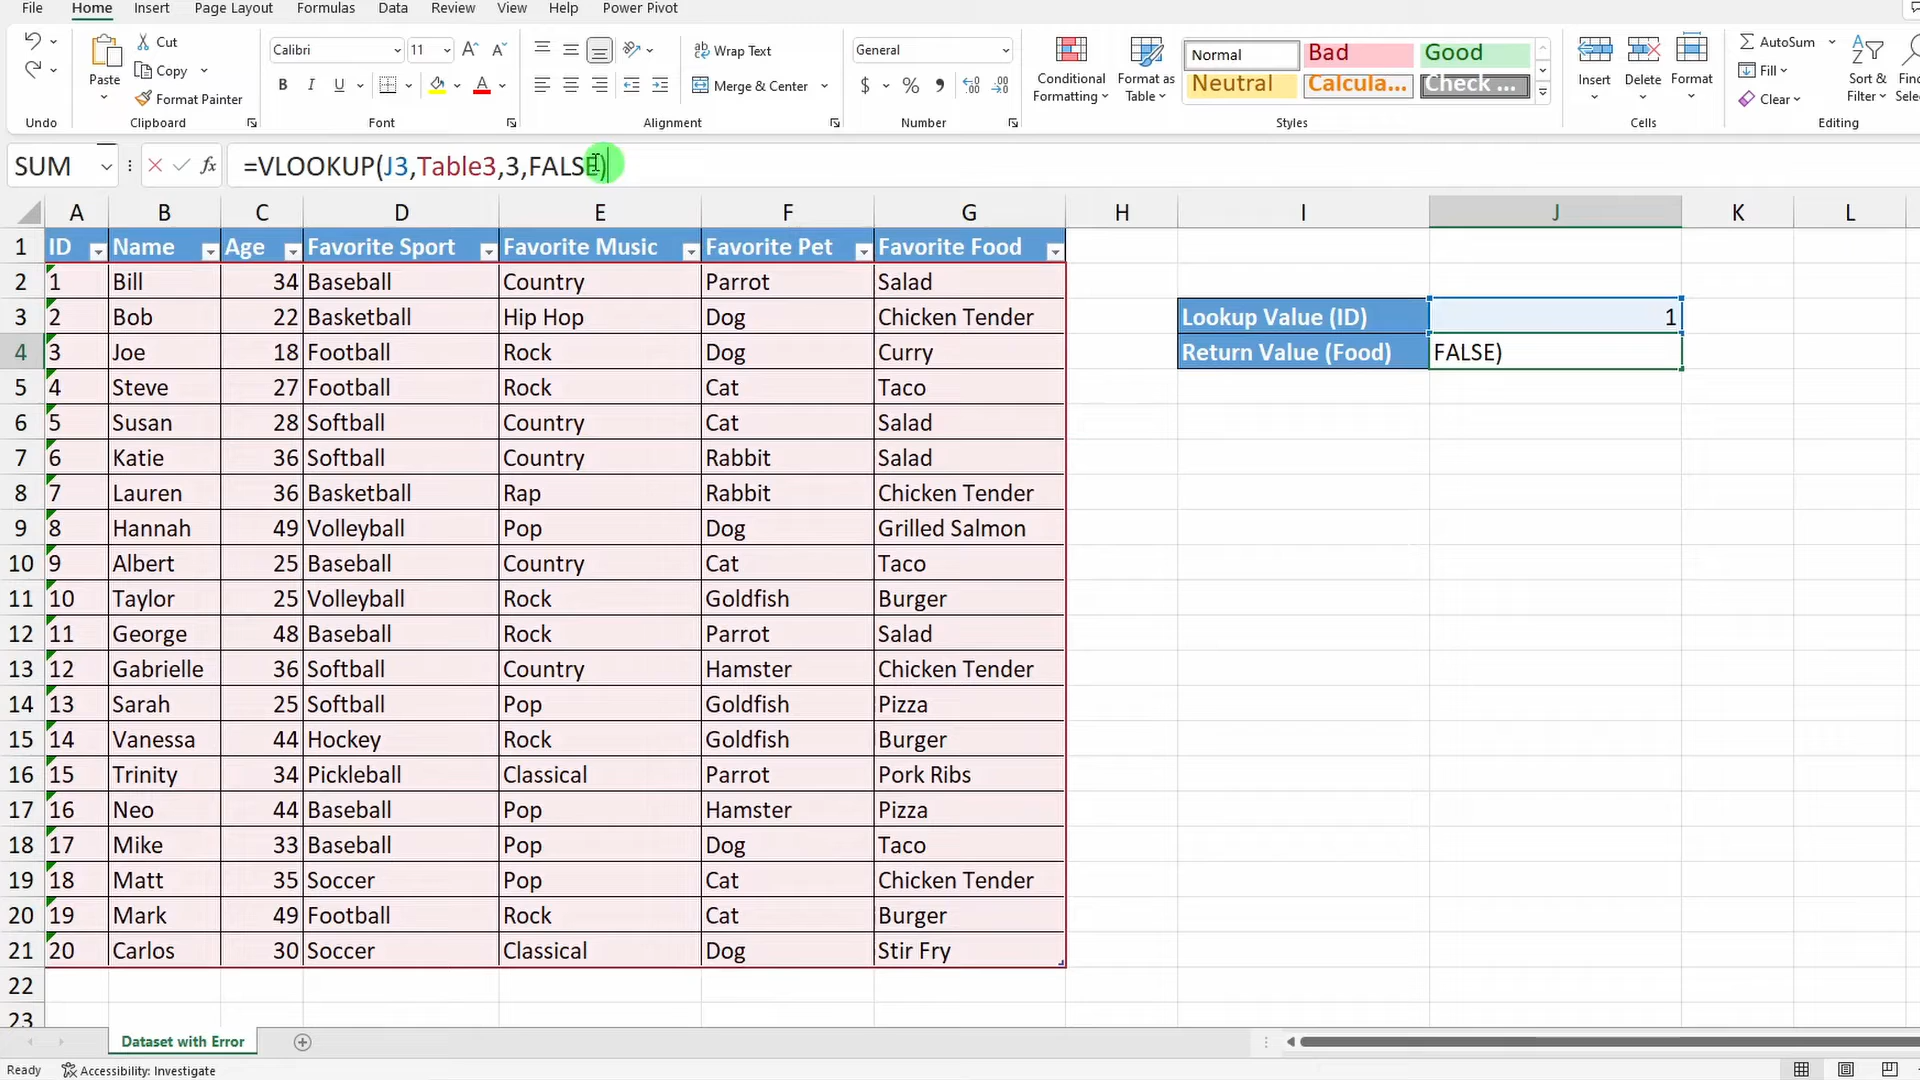 File Home Insert Page Layout Formulas Data Review View Help Power Pivot
Cut
Copy
Format Painter
Paste
Undo
Clipboard
Calibri 11
B I U
Font
Wrap Text
Merge & Center
Alignment
General
$ %
Number
Conditional
Formatting
Format as
Table
Normal Bad Good
Neutral Calcula... Check ...
Styles
Insert Delete Format
Cells
AutoSum
Fill
Clear
Sort &
Filter
Editing
SUM fx =VLOOKUP(J3,Table3,3,FALSE)
A B C D E F G H I J K L
1 ID Name Age Favorite Sport Favorite Music Favorite Pet Favorite Food
2 1 Bill 34 Baseball Country Parrot Salad
3 2 Bob 22 Basketball Hip Hop Dog Chicken Tender Lookup Value (ID) 1
4 3 Joe 18 Football Rock Dog Curry Return Value (Food) FALSE)
5 4 Steve 27 Football Rock Cat Taco
6 5 Susan 28 Softball Country Cat Salad
7 6 Katie 36 Softball Country Rabbit Salad
8 7 Lauren 36 Basketball Rap Rabbit Chicken Tender
9 8 Hannah 49 Volleyball Pop Dog Grilled Salmon
10 9 Albert 25 Baseball Country Cat Taco
11 10 Taylor 25 Volleyball Rock Goldfish Burger
12 11 George 48 Baseball Rock Parrot Salad
13 12 Gabrielle 36 Softball Country Hamster Chicken Tender
14 13 Sarah 25 Softball Pop Goldfish Pizza
15 14 Vanessa 44 Hockey Rock Goldfish Burger
16 15 Trinity 34 Pickleball Classical Parrot Pork Ribs
17 16 Neo 44 Baseball Pop Hamster Pizza
18 17 Mike 33 Baseball Pop Dog Taco
19 18 Matt 35 Soccer Pop Cat Chicken Tender
20 19 Mark 49 Football Rock Cat Burger
21 20 Carlos 30 Soccer Classical Dog Stir Fry
22
23
Dataset with Error
Ready Accessibility: Investigate